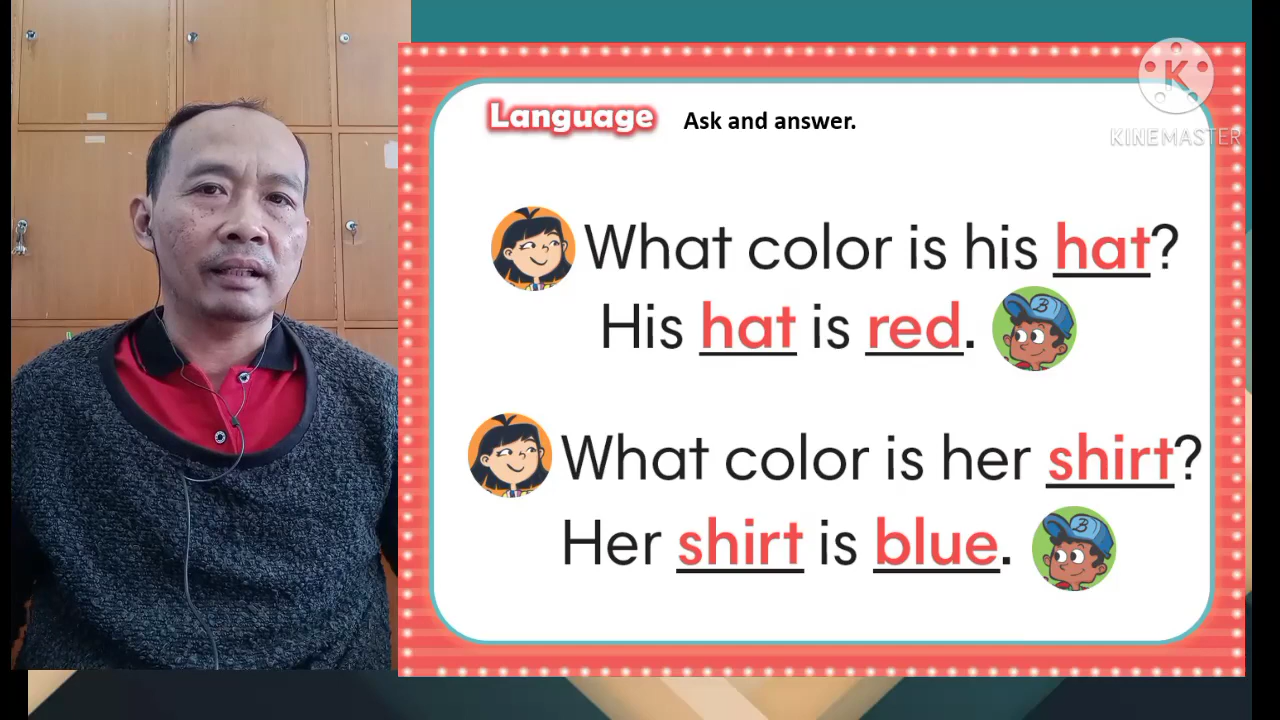 Language Ask and answer.
K
KINEMASTER
What color is his hat?
His hat is red.
B
What color is her shirt?
Her shirt is blue.
B